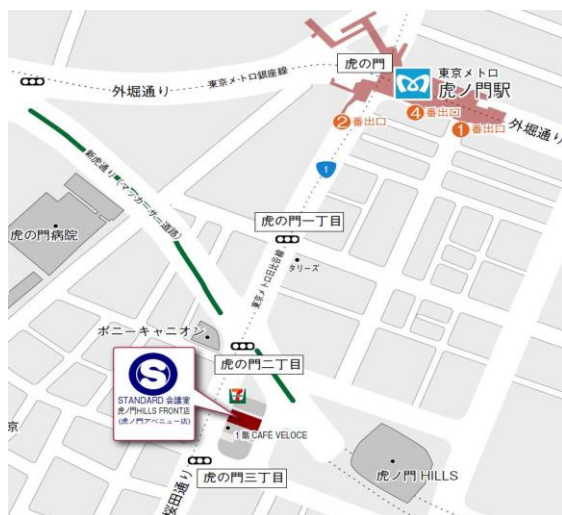 虎の門
東京メトロ
虎ノ門駅
東京メトロ銀座線
外堀通り
2番出口
4番出口
1番出口
外堀通り
1
新虎通り(マッカーサー道路)
虎の門病院
虎の門一丁目
タリーズ
東京メトロ日比谷線
ポニーキャニオン
虎の門二丁目
S
STANDARD 会議室
虎ノ門HILLS FRONT店
(虎ノ門アベニュー店)
7
1階 CAFÉ VELOCE
京
虎の門三丁目
虎ノ門 HILLS
桜田通り